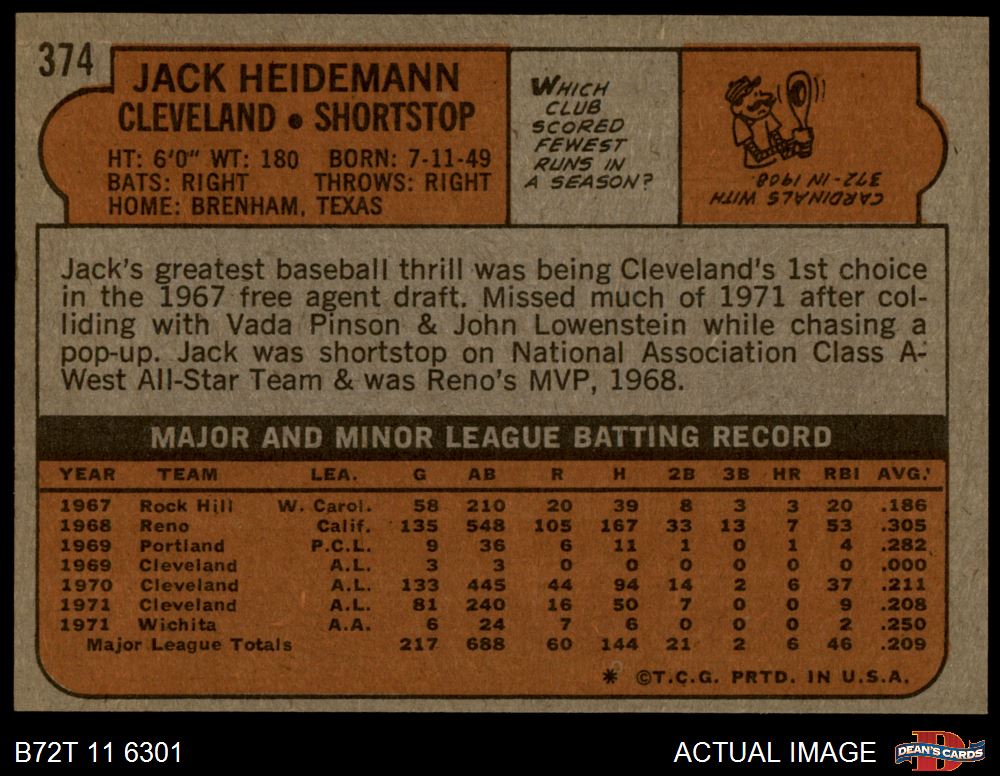 374
JACK HEIDEMANN
CLEVELAND • SHORTSTOP
HT: 6'0" WT: 180 BORN: 7-11-49
BATS: RIGHT THROWS: RIGHT
HOME: BRENHAM, TEXAS
WHICH
CLUB
SCORED
FEWEST
RUNS IN
A SEASON?
CARDINALS WITH
372 IN 1908
Jack's greatest baseball thrill was being Cleveland's 1st choice
in the 1967 free agent draft. Missed much of 1971 after col-
liding with Vada Pinson & John Lowenstein while chasing a
pop-up. Jack was shortstop on National Association Class A-
West All-Star Team & was Reno's MVP, 1968.
MAJOR AND MINOR LEAGUE BATTING RECORD
YEAR TEAM LEA. G AB R H 2B 3B HR RBI AVG.
1967 Rock Hill W. Carol. 58 210 20 39 8 3 3 20 .186
1968 Reno Calif. 135 548 105 167 33 13 7 53 .305
1969 Portland P.C.L. 9 36 6 11 1 0 1 4 .282
1969 Cleveland A.L. 3 3 0 0 0 0 0 0 .000
1970 Cleveland A.L. 133 445 44 94 14 2 6 37 .211
1971 Cleveland A.L. 81 240 16 50 7 0 0 9 .208
1971 Wichita A.A. 6 24 7 6 0 0 0 2 .250
Major League Totals 217 688 60 144 21 2 6 46 .209
* ©T.C.G. PRTD. IN U.S.A.
B72T 11 6301
ACTUAL IMAGE
DEAN'S CARDS